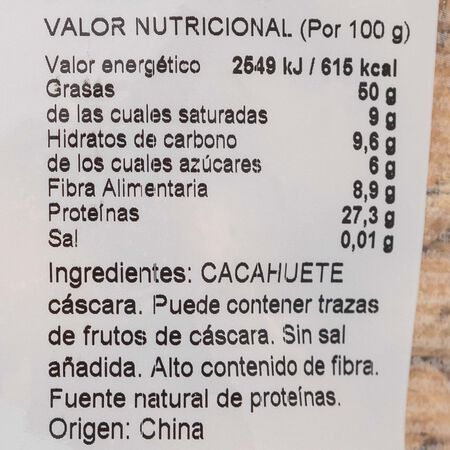 VALOR NUTRICIONAL (Por 100 g)
Valor energético 2549 kJ / 615 kcal
Grasas 50 g
de las cuales saturadas 9 g
Hidratos de carbono 9,6 g
de los cuales azúcares 6 g
Fibra Alimentaria 8,9 g
Proteínas 27,3 g
Sal 0,01 g
Ingredientes: CACAHUETE
cáscara. Puede contener trazas
de frutos de cáscara. Sin sal
añadida. Alto contenido de fibra.
Fuente natural de proteínas.
Origen: China